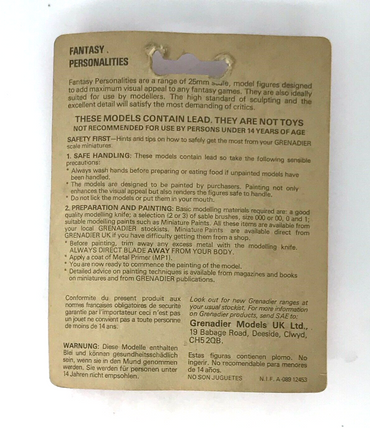 FANTASY
PERSONALITIES
Fantasy Personalities are a range of 25mm scale, model figures designed
to add maximum visual appeal to any fantasy games. They are also ideally
suited for use by modellers. The high standard of sculpting and the
excellent detail will satisfy the most demanding of critics.
THESE MODELS CONTAIN LEAD. THEY ARE NOT TOYS
NOT RECOMMENDED FOR USE BY PERSONS UNDER 14 YEARS OF AGE
SAFETY FIRST—Hints and tips on how to safely get the most from your GRENADIER
scale miniatures.
1. SAFE HANDLING: These models contain lead so take the following sensible
precautions:
* Always wash hands before preparing or eating food if unpainted models have
been handled.
* The models are designed to be painted by purchasers. Painting not only
enhances the visual appeal but also renders the figures safe to handle.
* Do not lick the models or put them in your mouth.
2. PREPARATION AND PAINTING: Basic modelling materials required are: a good
quality modelling knife; a selection (2 or 3) of sable brushes, size (00) or (00, 0 and 1;
suitable modelling paints such as Miniature Paints. All these items are available from
your local GRENADIER stockists. Miniature Paints are available direct from
GRENADIER UK if you have difficulty getting them from a shop.
* Before painting, trim away any excess metal with the modelling knife.
ALWAYS DIRECT BLADE AWAY FROM YOUR BODY.
* Apply a coat of Metal Primer (MP1).
* You are now ready to commence the painting of the model.
* Detailed advice on painting techniques is available from magazines and books
on miniatures and from GRENADIER publications.
Conforme du present produit aux
normes françaises obligatoires de securite
garantie par l'importateur ceci n'est pas
un jouet ne convient pas a toute personne
de moins de 14 ans.
WARNUNG: Diese Modelle enthalten
Blei und können gesundheitsschädlich
sein, wenn sie in den Mund genommen
werden. Sie werden für personen unter
14 Jahren nicht empsohlen.
Look out for new Grenadier ranges at
your usual stockist. For more information
on Grenadier products, send SAE to:
Grenadier Models UK Ltd.,
19 Babage Road, Deeside, Clwyd,
CH5 2QB.
Estas figuras contienen plomo. No
ingerir. No recomendable para menores
de 14 años.
NO SON JUGUETES
N.I.F. A-